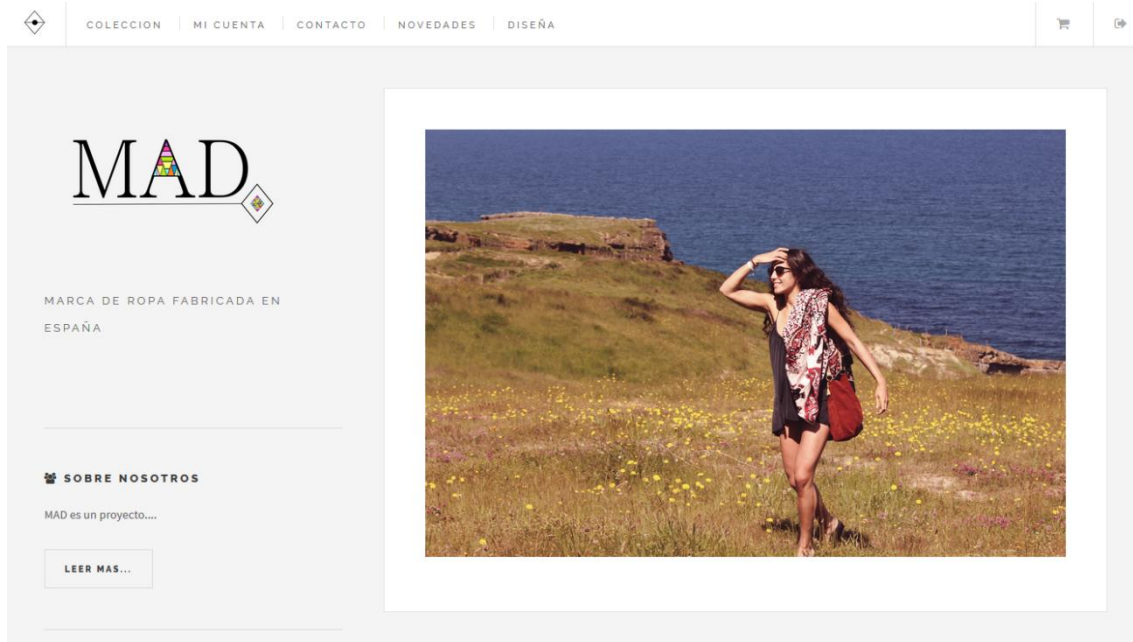 COLECCION
MI CUENTA
CONTACTO
NOVEDADES
DISEÑA
MAD
MARCA DE ROPA FABRICADA EN
ESPAÑA
SOBRE NOSOTROS
MAD es un proyecto....
LEER MAS...